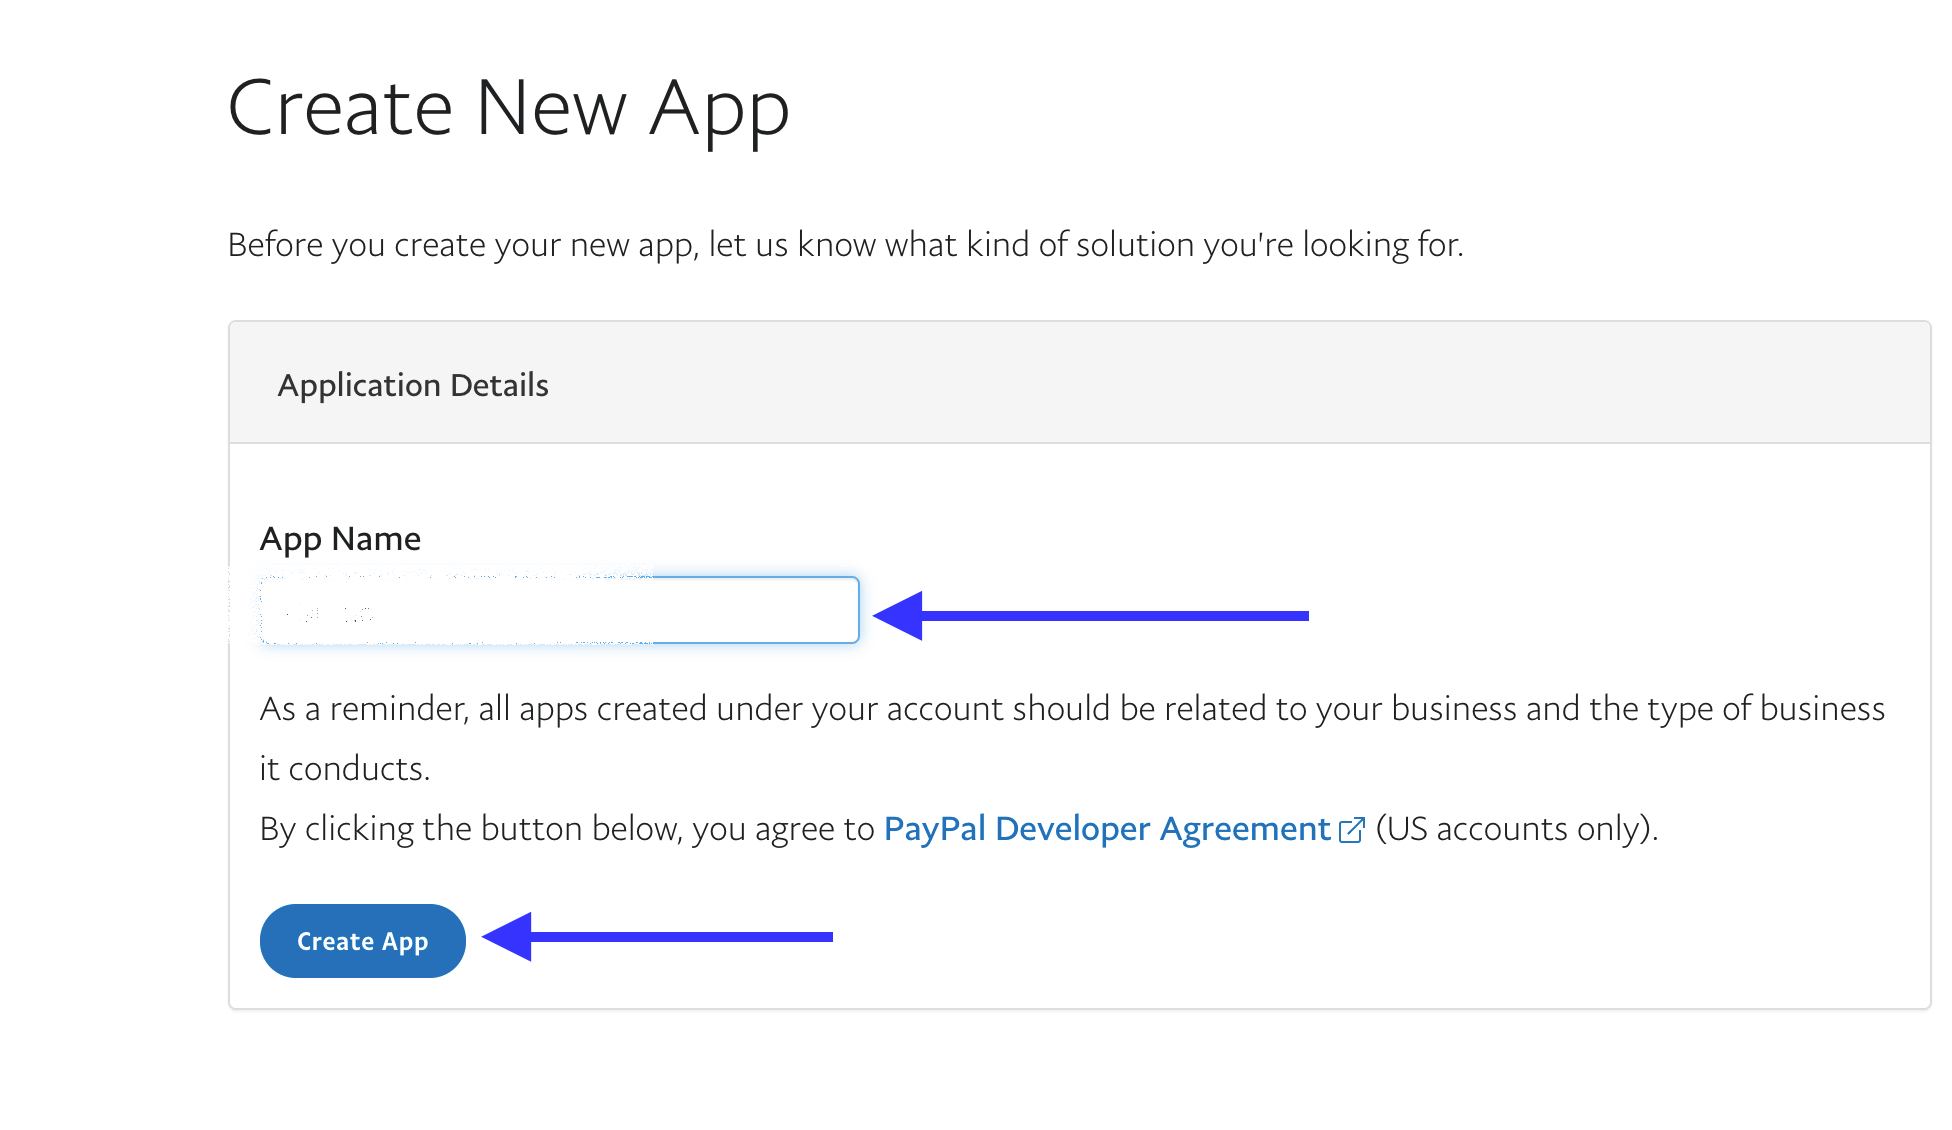 Create New App
Before you create your new app, let us know what kind of solution you're looking for.
Application Details
App Name
As a reminder, all apps created under your account should be related to your business and the type of business
it conducts.
By clicking the button below, you agree to PayPal Developer Agreement (US accounts only).
Create App